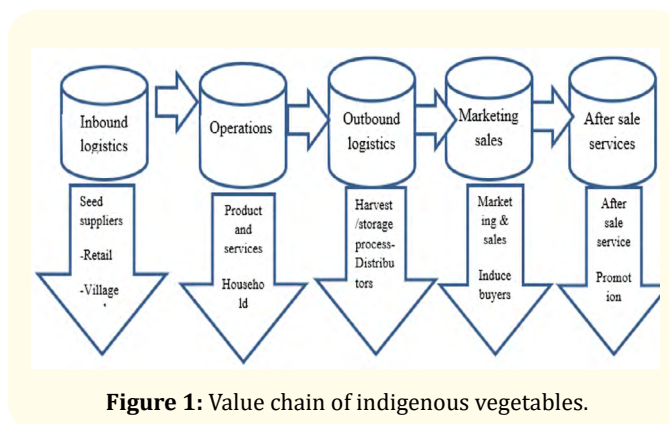 Inbound
logistics
Operations
Outbound
logistics
Marketing
sales
After sale
services
Seed
suppliers
-Retail
-Village
Product
and
services
Househo
ld
Harvest
/storage
process-
Distribu
tors
Market
ing &
sales
Induce
buyers
After
sale
service
Promot
ion
Figure 1: Value chain of indigenous vegetables.